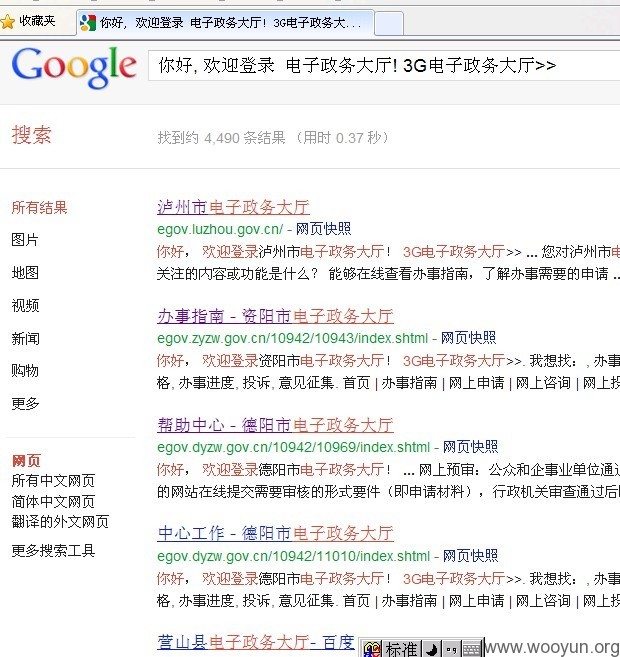 收藏夹
你好, 欢迎登录 电子政务大厅! 3G电子政务大...
Google
你好, 欢迎登录 电子政务大厅! 3G电子政务大厅>>
搜索
找到约 4,490 条结果 (用时 0.37 秒)
所有结果
图片
地图
视频
新闻
购物
更多
网页
所有中文网页
简体中文网页
翻译的外文网页
更多搜索工具
泸州市电子政务大厅
egov.luzhou.gov.cn/ - 网页快照
你好, 欢迎登录泸州市电子政务大厅! 3G电子政务大厅>> ... 您对泸州市
关注的内容或功能是什么? 能够在线查看办事指南,了解办事需要的申请 ...
办事指南 - 资阳市电子政务大厅
egov.zyzw.gov.cn/10942/10943/index.shtml - 网页快照
你好, 欢迎登录资阳市电子政务大厅! 3G电子政务大厅>>. 我想找: , 办事
格, 办事进度, 投诉, 意见征集. 首页 | 办事指南 | 网上申请 | 网上咨询 | 网上投
帮助中心 - 德阳市电子政务大厅
egov.dyzw.gov.cn/10942/10969/index.shtml - 网页快照
你好, 欢迎登录德阳市电子政务大厅! ... 网上预审: 公众和企事业单位通过
的网站在线提交需要审核的形式要件(即申请材料),行政机关审查通过后
中心工作 - 德阳市电子政务大厅
egov.dyzw.gov.cn/10942/11010/index.shtml - 网页快照
你好, 欢迎登录德阳市电子政务大厅! 3G电子政务大厅>>. 我想找: , 办事
格, 办事进度, 投诉, 意见征集. 首页 | 办事指南 | 网上申请 | 网上咨询 | 网上投
营山县电子政务大厅- 百度
标准
www.wooyun.org